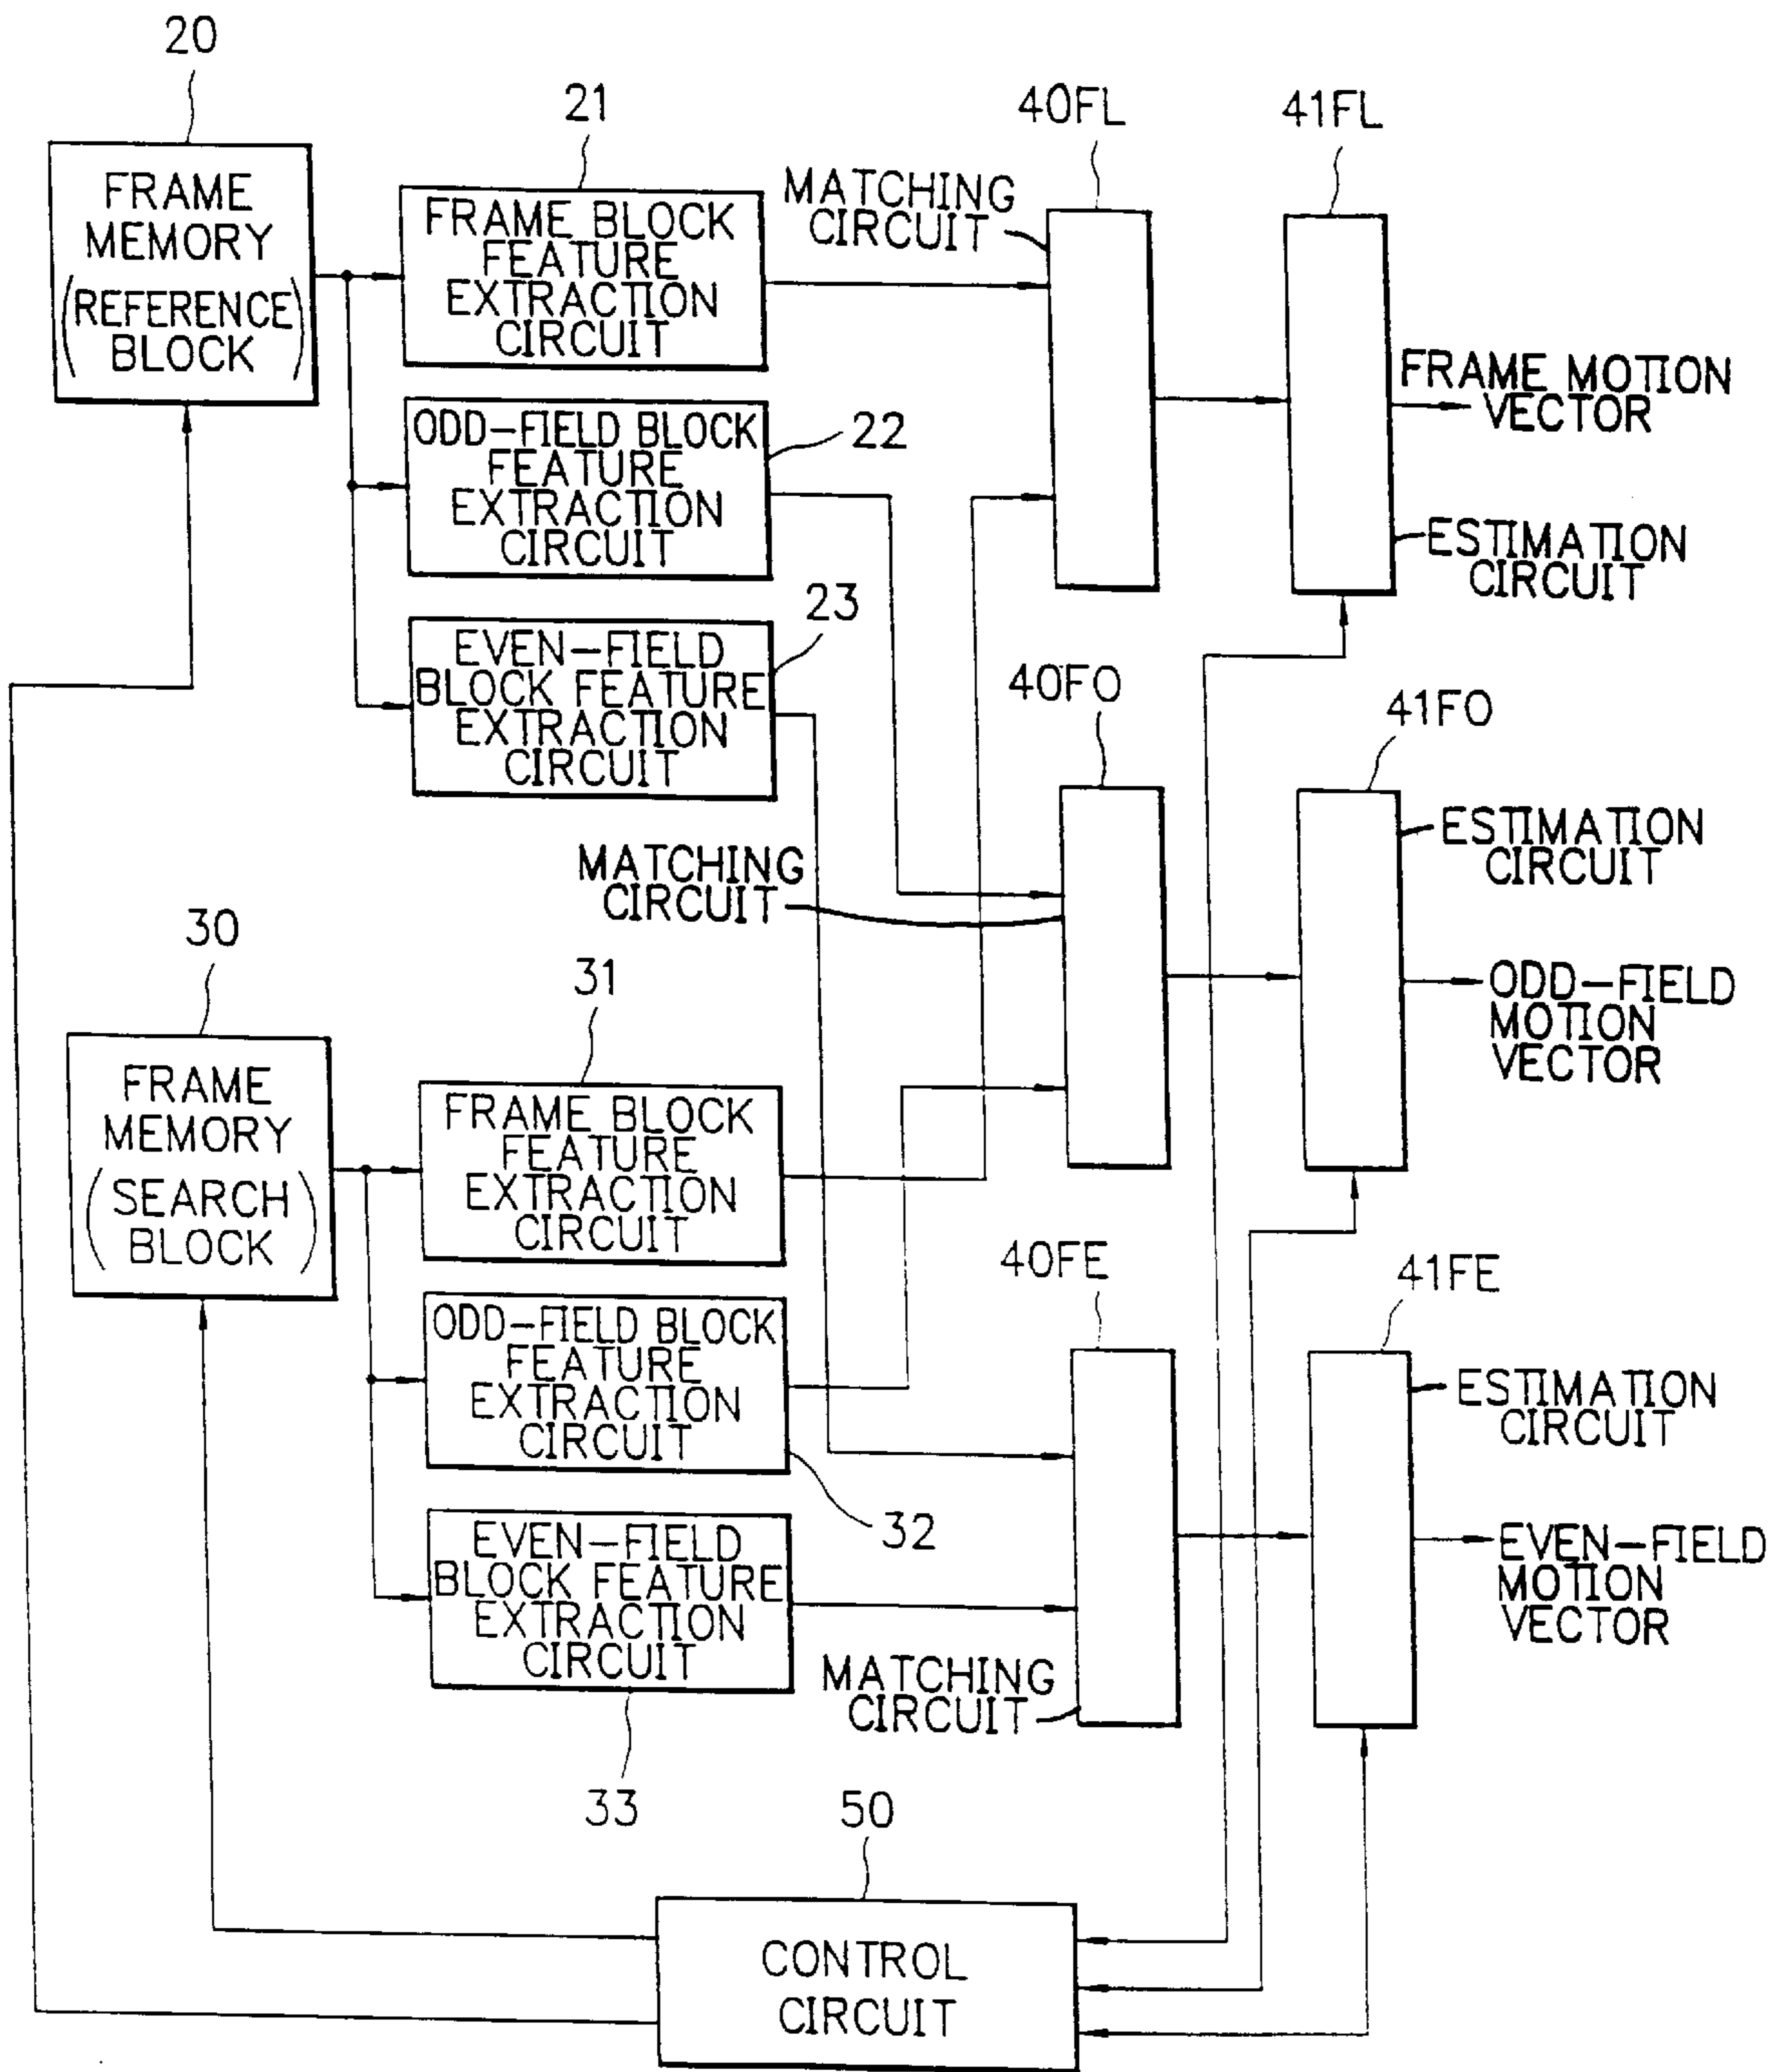 20
FRAME
MEMORY
(REFERENCE
BLOCK)
21
FRAME BLOCK
FEATURE
EXTRACTION
CIRCUIT
MATCHING
CIRCUIT
40FL
41FL
FRAME MOTION
VECTOR
ESTIMATION
CIRCUIT
ODD-FIELD BLOCK
FEATURE
EXTRACTION
CIRCUIT
22
EVEN-FIELD
BLOCK FEATURE
EXTRACTION
CIRCUIT
23
40FO
41FO
MATCHING
CIRCUIT
ESTIMATION
CIRCUIT
ODD-FIELD
MOTION
VECTOR
30
FRAME
MEMORY
(SEARCH
BLOCK)
31
FRAME BLOCK
FEATURE
EXTRACTION
CIRCUIT
40FE
41FE
ODD-FIELD BLOCK
FEATURE
EXTRACTION
CIRCUIT
32
ESTIMATION
CIRCUIT
EVEN-FIELD
BLOCK FEATURE
EXTRACTION
CIRCUIT
33
MATCHING
CIRCUIT
EVEN-FIELD
MOTION
VECTOR
50
CONTROL
CIRCUIT